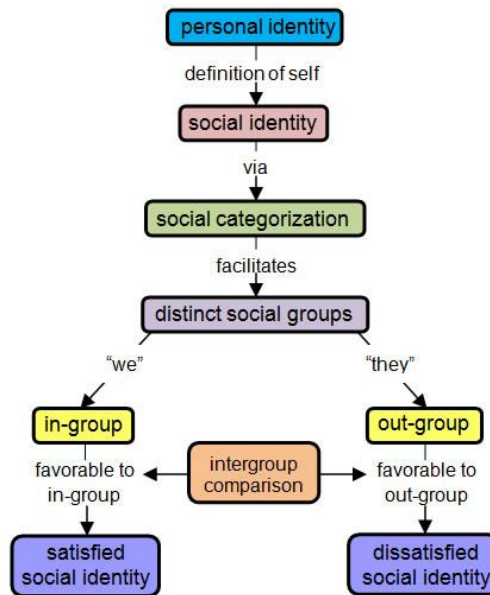 personal identity
definition of self
social identity
via
social categorization
facilitates
distinct social groups
“we”
“they”
in-group
out-group
favorable to
in-group
intergroup
comparison
favorable to
out-group
satisfied
social identity
dissatisfied
social identity